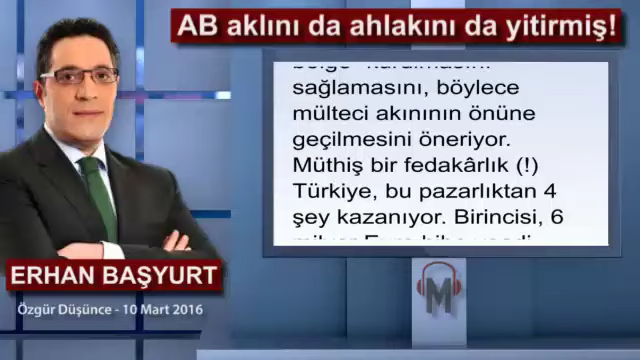 AB aklını da ahlakını da yitirmiş!
sağlamasını, böylece
mülteci akınının önüne
geçilmesini öneriyor.
Müthiş bir fedakârlık (!)
Türkiye, bu pazarlıktan 4
şey kazanıyor. Birincisi, 6
ERHAN BAŞYURT
Özgür Düşünce - 10 Mart 2016
M